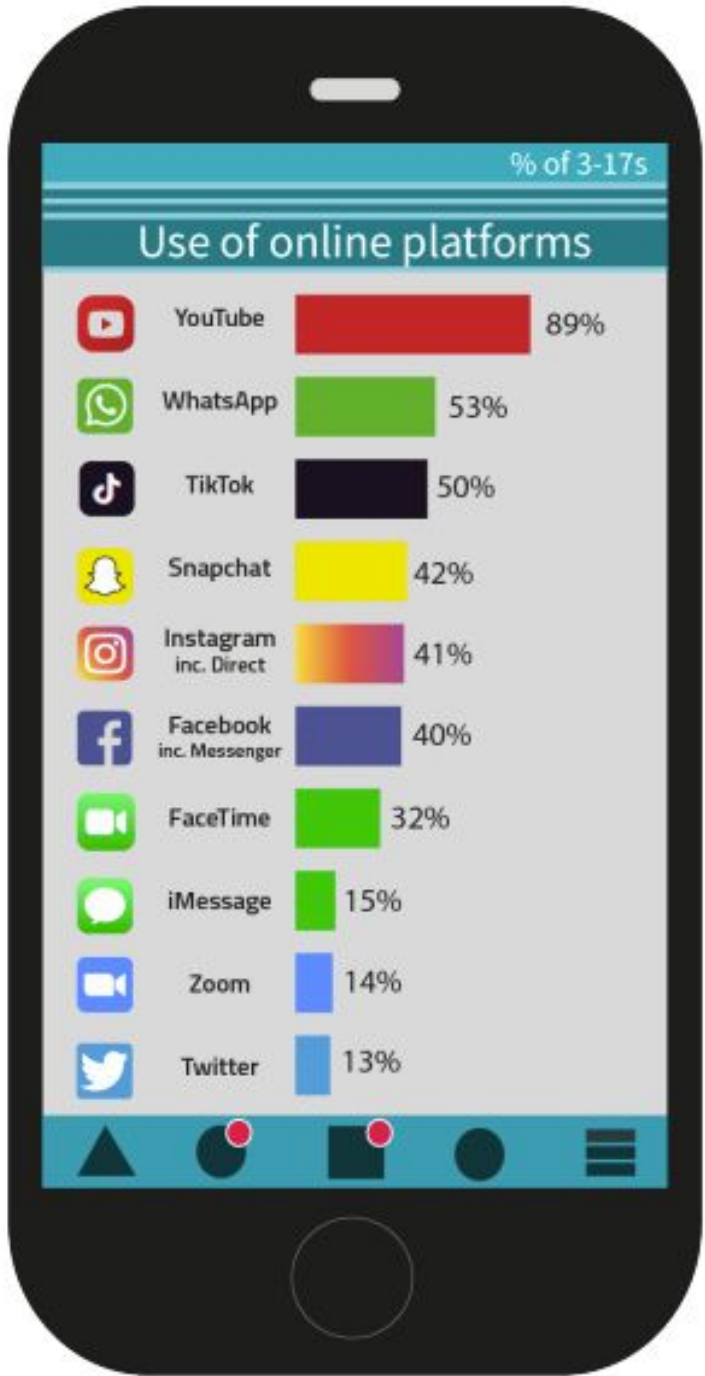 % of 3-17s
Use of online platforms
YouTube 89%
WhatsApp 53%
TikTok 50%
Snapchat 42%
Instagram 41%
inc. Direct
Facebook 40%
inc. Messenger
FaceTime 32%
iMessage 15%
Zoom 14%
Twitter 13%